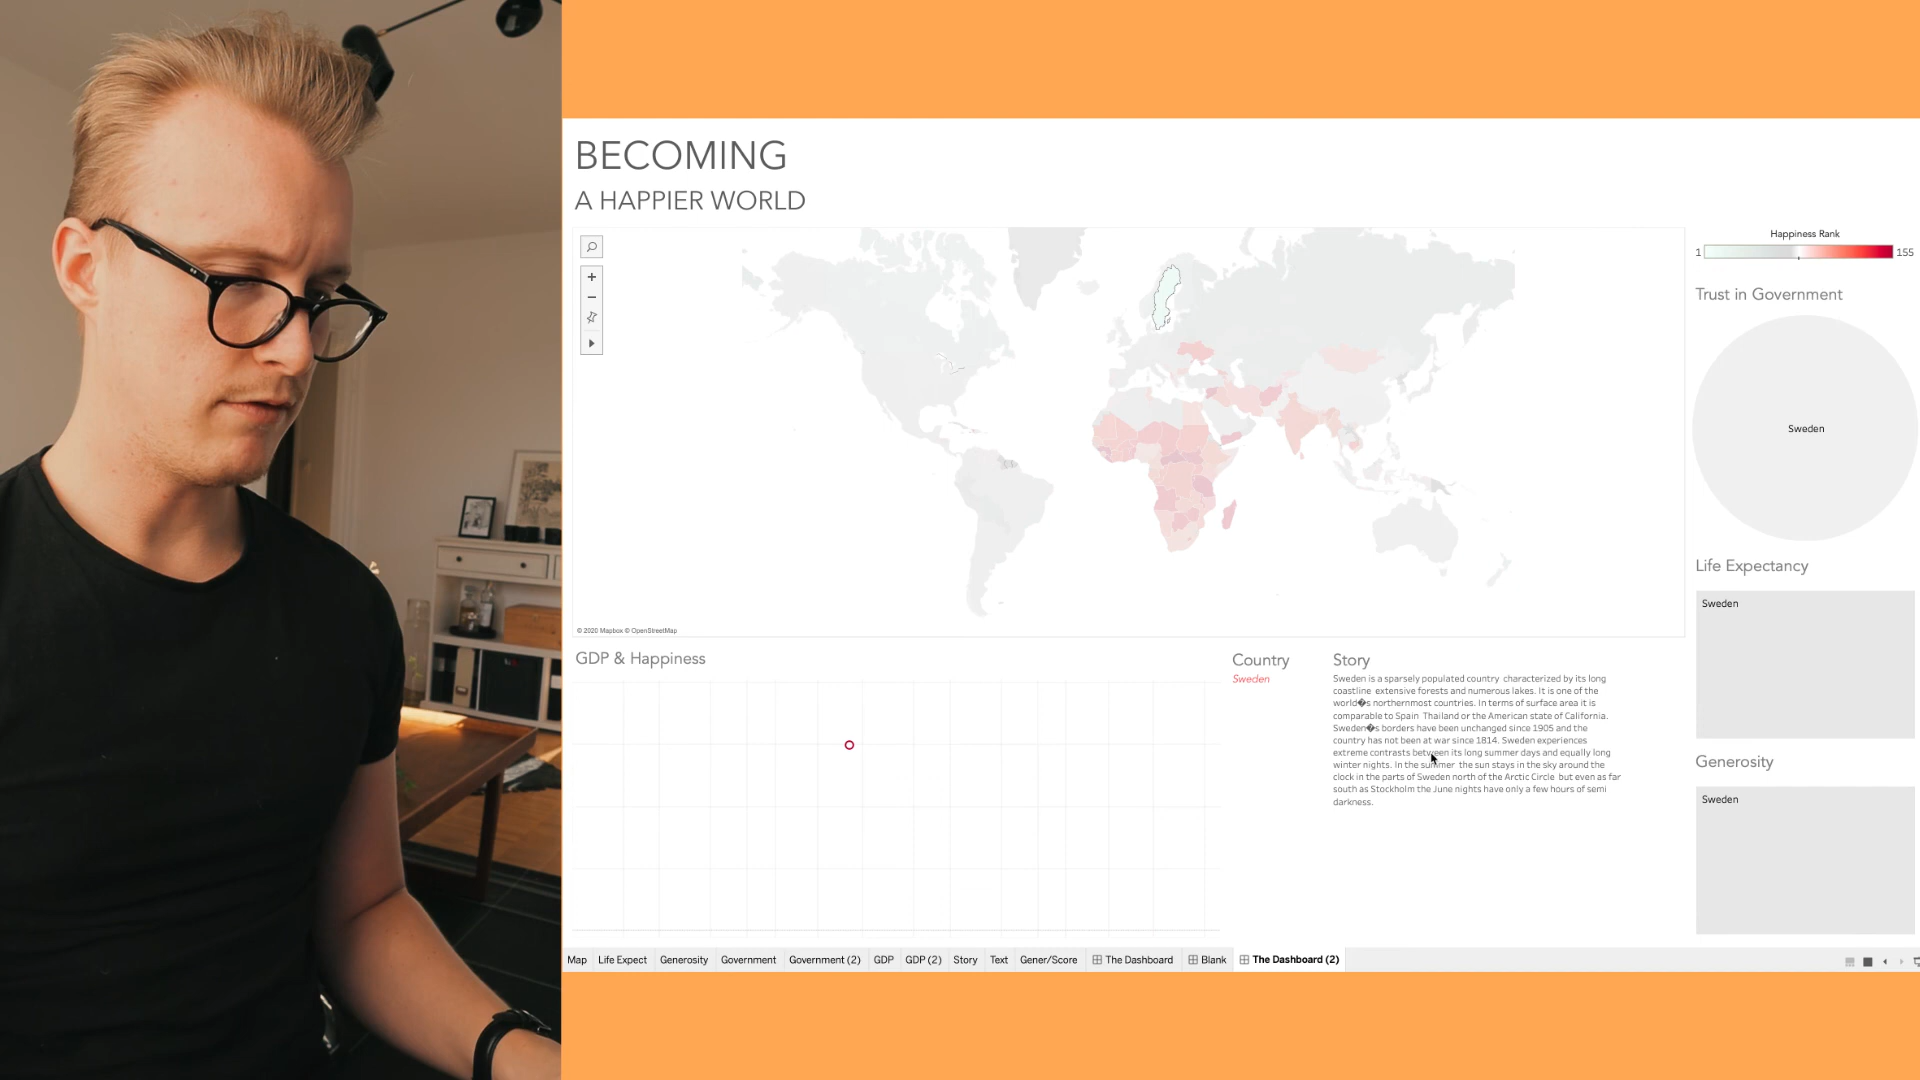 BECOMING
A HAPPIER WORLD
Happiness Rank
1
155
Trust in Government
Sweden
Life Expectancy
Sweden
Generosity
Sweden
© 2020 Mapbox © OpenStreetMap
GDP & Happiness
Country
Sweden
Story
Sweden is a sparsely populated country  characterized by its long
coastline  extensive forests and numerous lakes. It is one of the
world�s northernmost countries. In terms of surface area it is
comparable to Spain  Thailand or the American state of California.
Sweden�s borders have been unchanged since 1905 and the
country has not been at war since 1814. Sweden experiences
extreme contrasts between its long summer days and equally long
winter nights. In the summer  the sun stays in the sky around the
clock in the parts of Sweden north of the Arctic Circle  but even as far
south as Stockholm the June nights have only a few hours of semi
darkness.
Map
Life Expect
Generosity
Government
Government (2)
GDP
GDP (2)
Story
Text
Gener/Score
The Dashboard
Blank
The Dashboard (2)